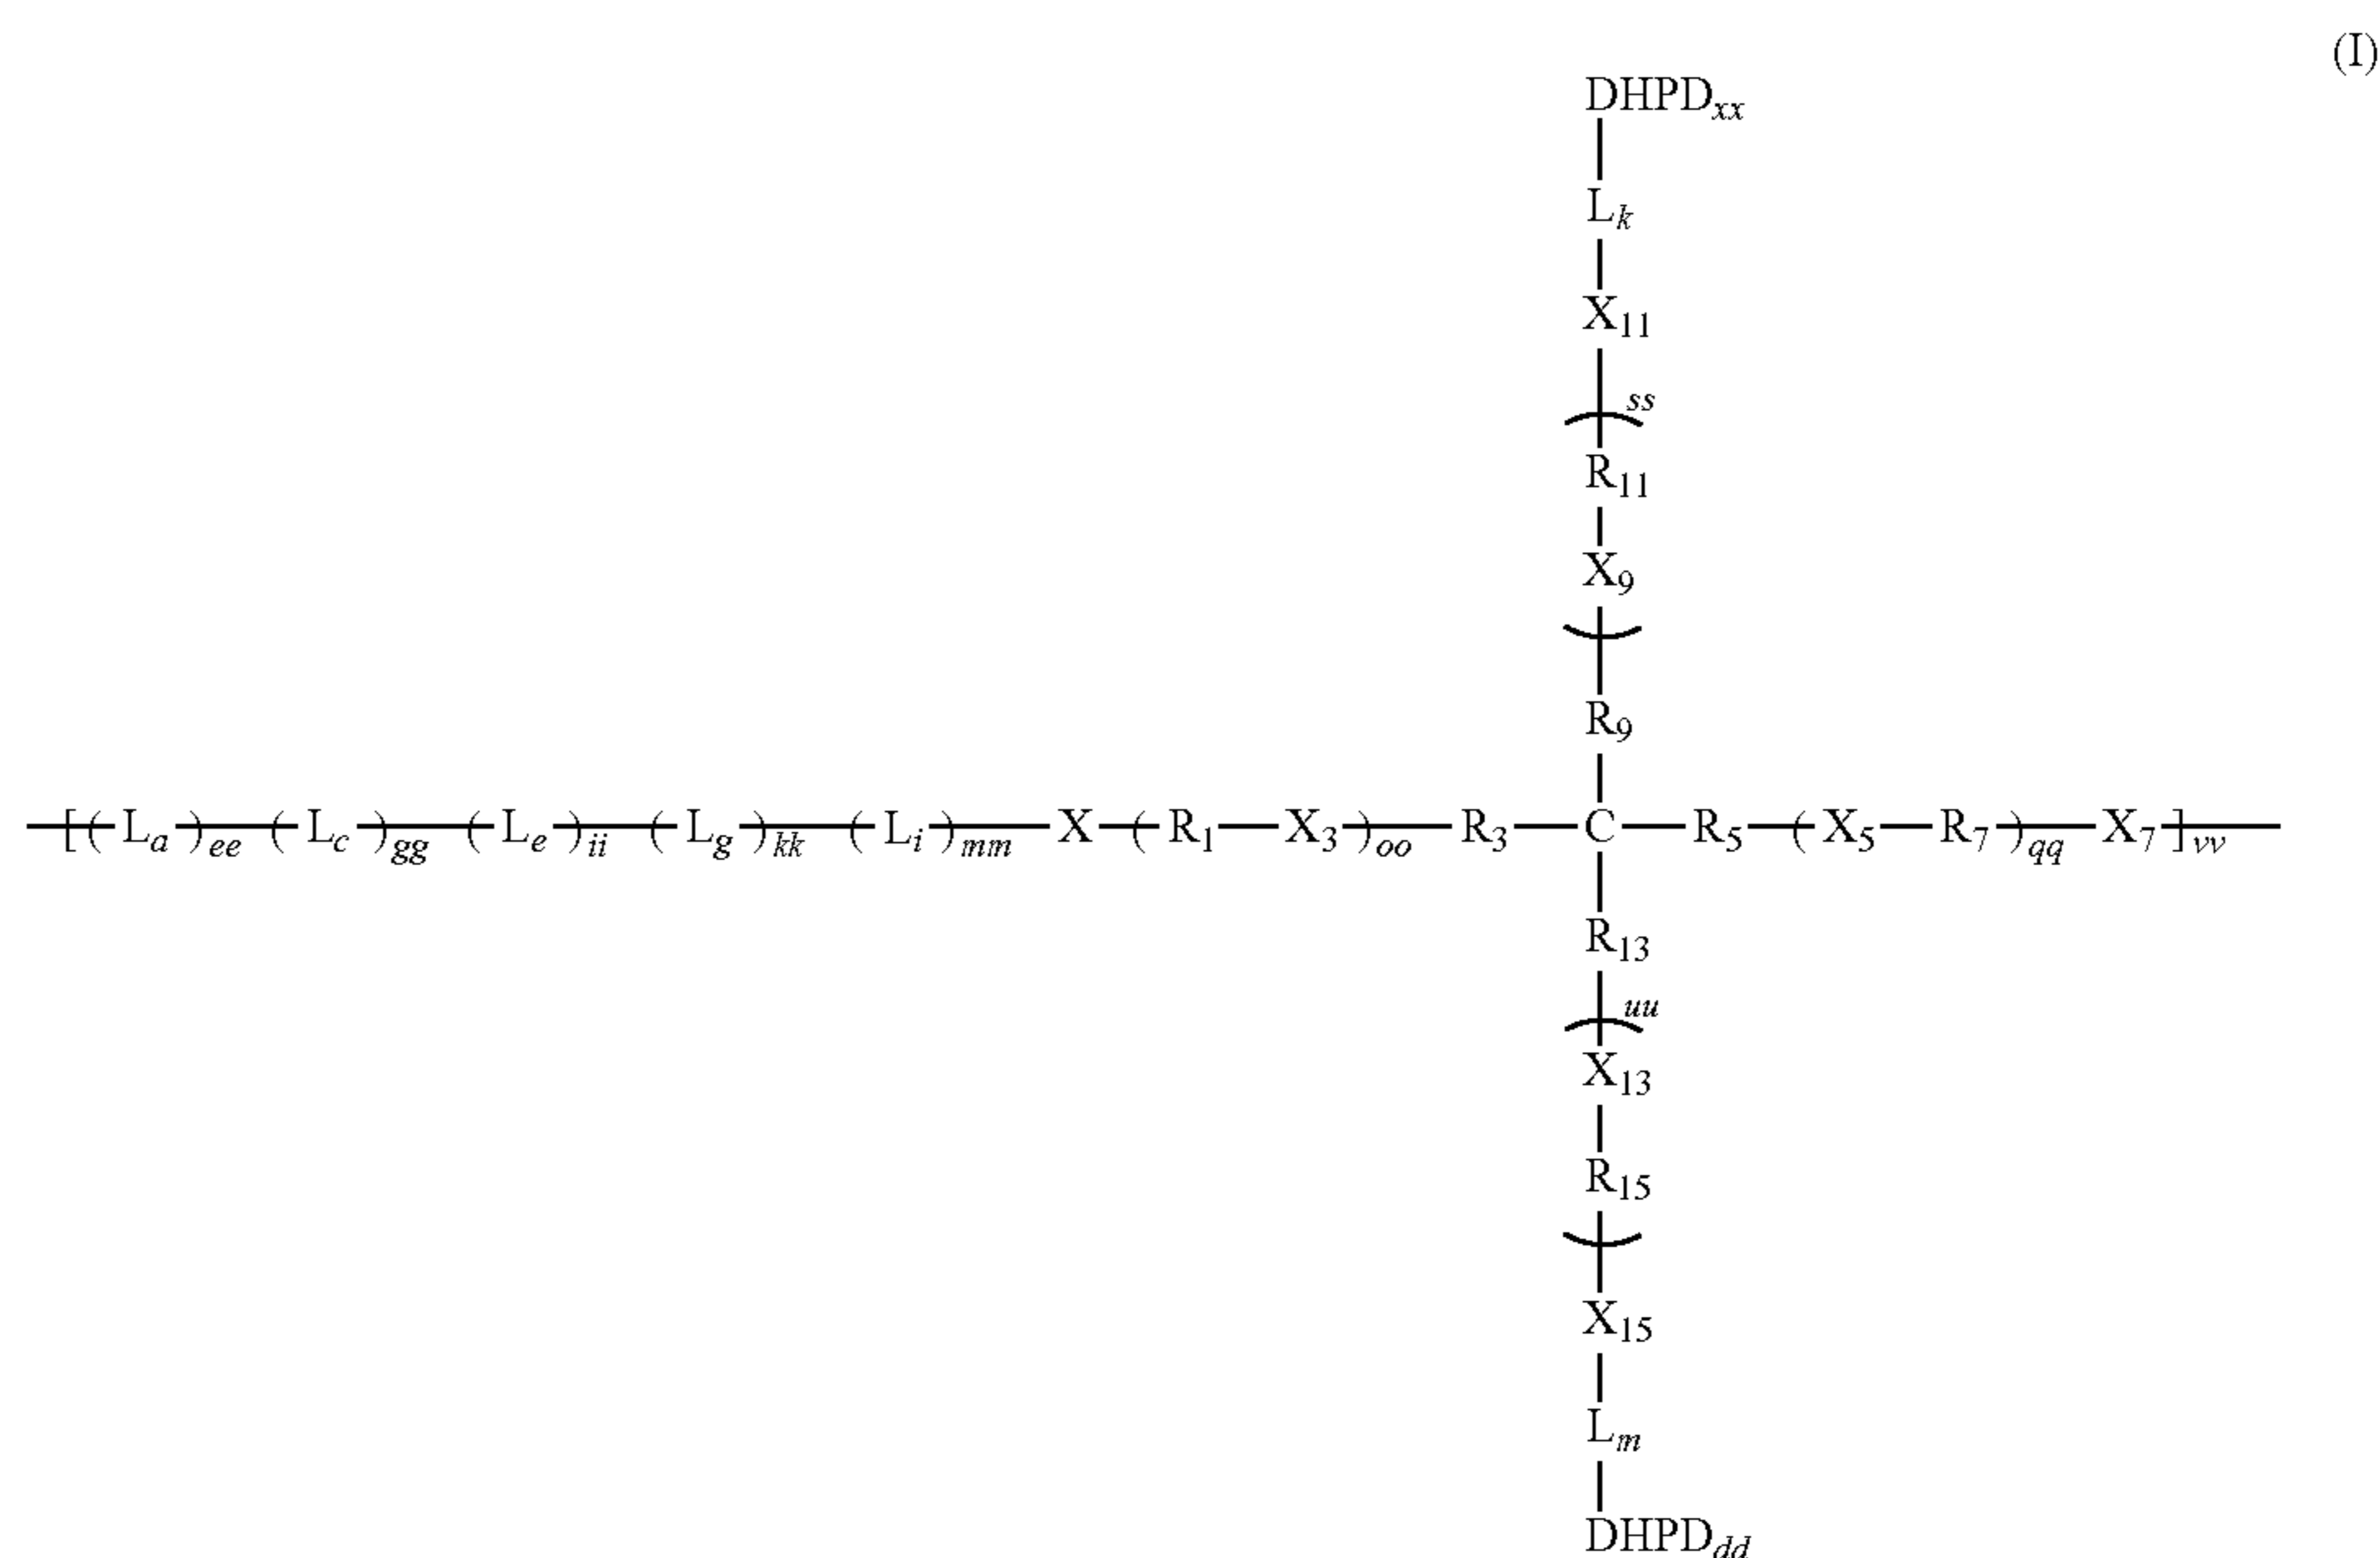 (I)
DHPD_xx
L_k
X_11
ss
R_11
X_9
R_9
[( L_a )_ee ( L_c )_gg ( L_e )_ii ( L_g )_kk ( L_i )_mm X ( R_1 X_3 )_oo R_3 C R_5 ( X_5 R_7 )_qq X_7 ]_vv
R_13
uu
X_13
R_15
X_15
L_m
DHPD_dd